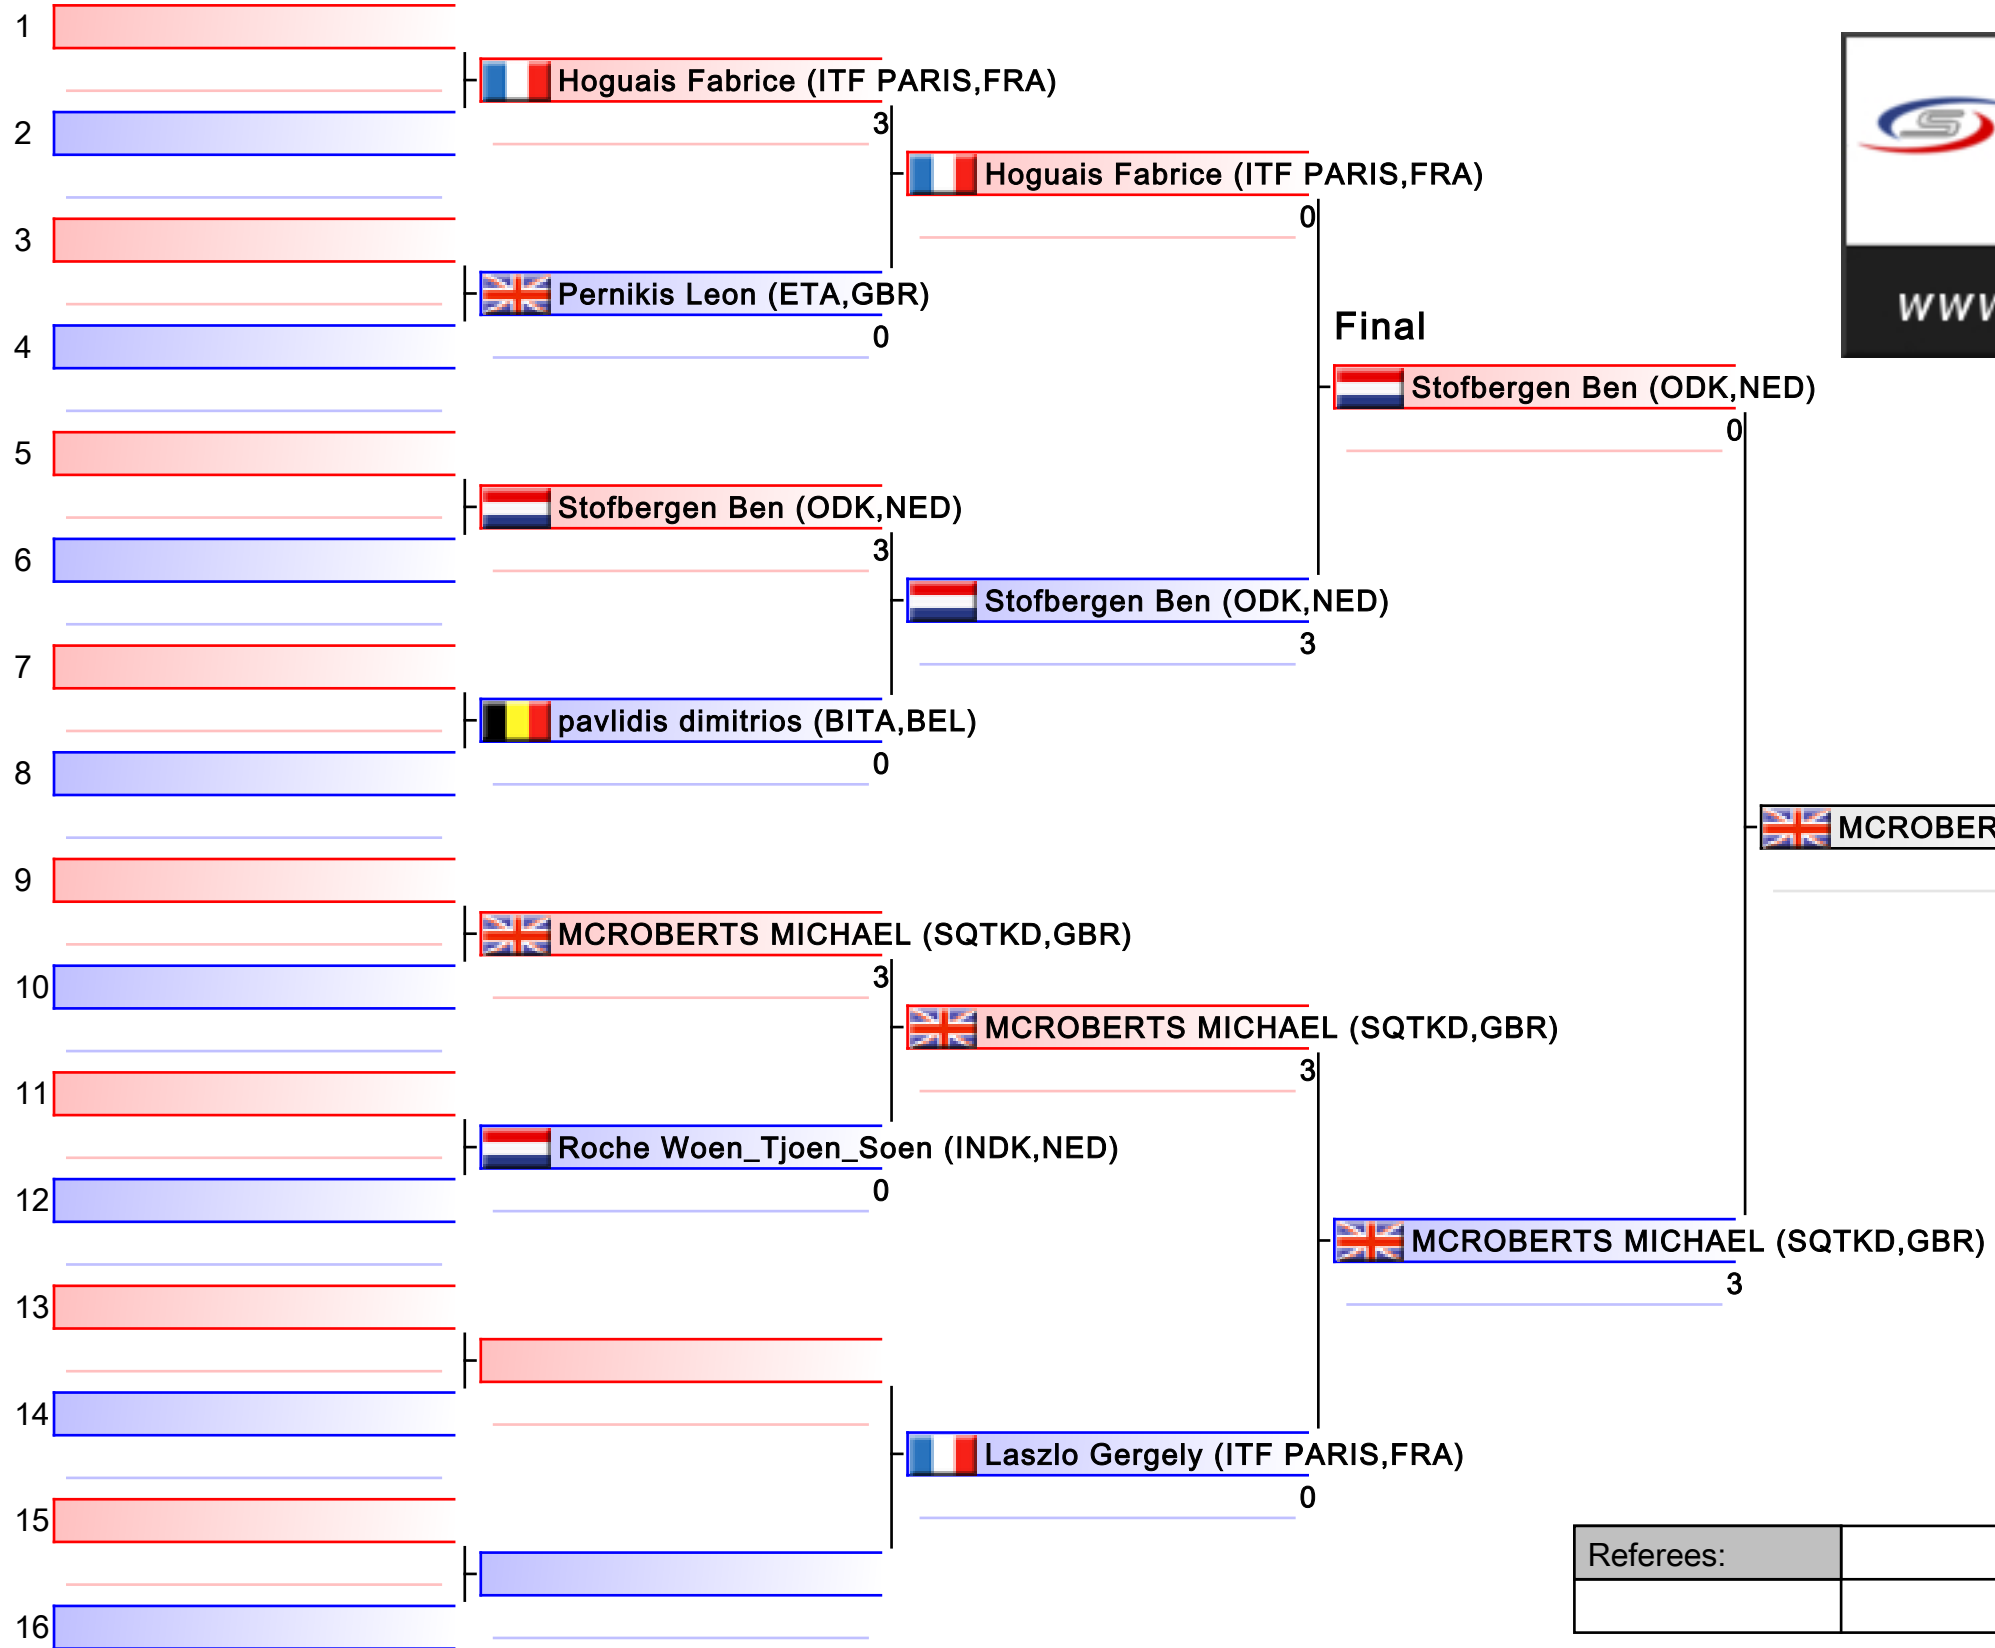 1
Hoguais Fabrice (ITF PARIS,FRA)
3
2
Hoguais Fabrice (ITF PARIS,FRA)
0
3
Pernikis Leon (ETA,GBR)
0
4
Final
Stofbergen Ben (ODK,NED)
0
5
Stofbergen Ben (ODK,NED)
3
6
Stofbergen Ben (ODK,NED)
3
7
pavlidis dimitrios (BITA,BEL)
0
8
MCROBER
9
MCROBERTS MICHAEL (SQTKD,GBR)
3
10
MCROBERTS MICHAEL (SQTKD,GBR)
3
11
Roche Woen_Tjoen_Soen (INDK,NED)
0
12
MCROBERTS MICHAEL (SQTKD,GBR)
3
13
14
Laszlo Gergely (ITF PARIS,FRA)
0
15
Referees:
16
S
www